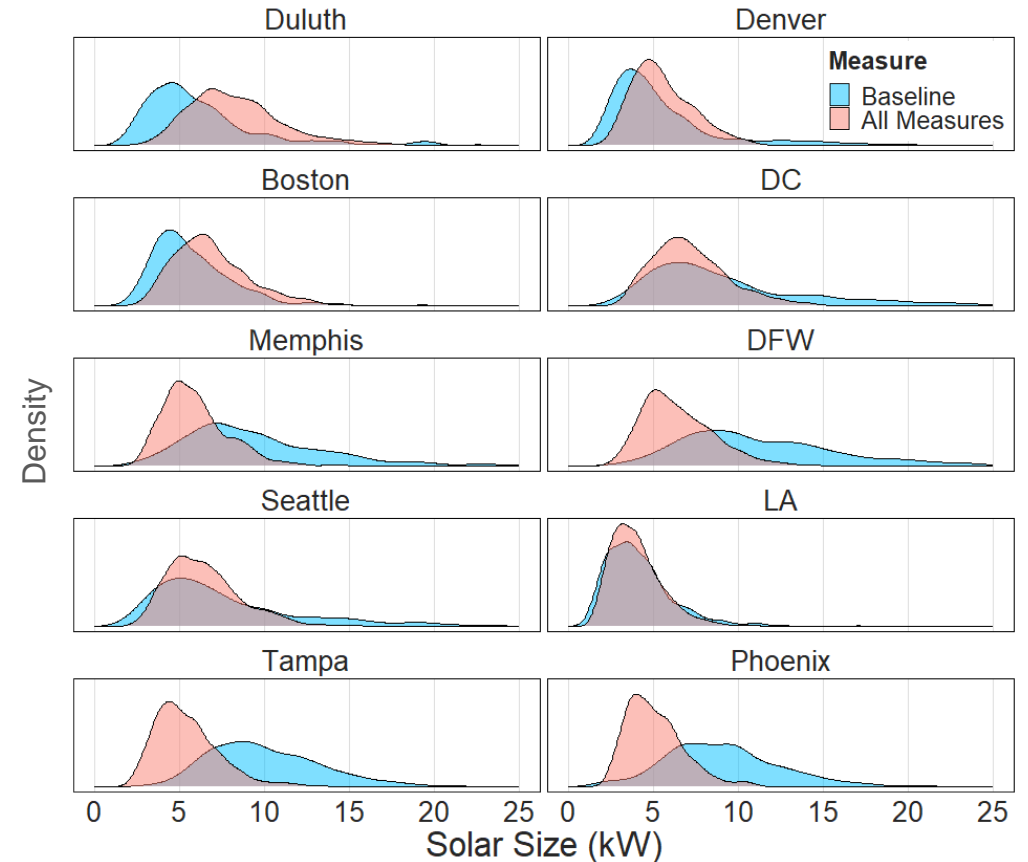 Duluth
Denver
Measure
Baseline
All Measures
Boston
DC
Memphis
DFW
Density
Seattle
LA
Tampa
Phoenix
0 5 10 15 20 25 0 5 10 15 20 25
Solar Size (kW)